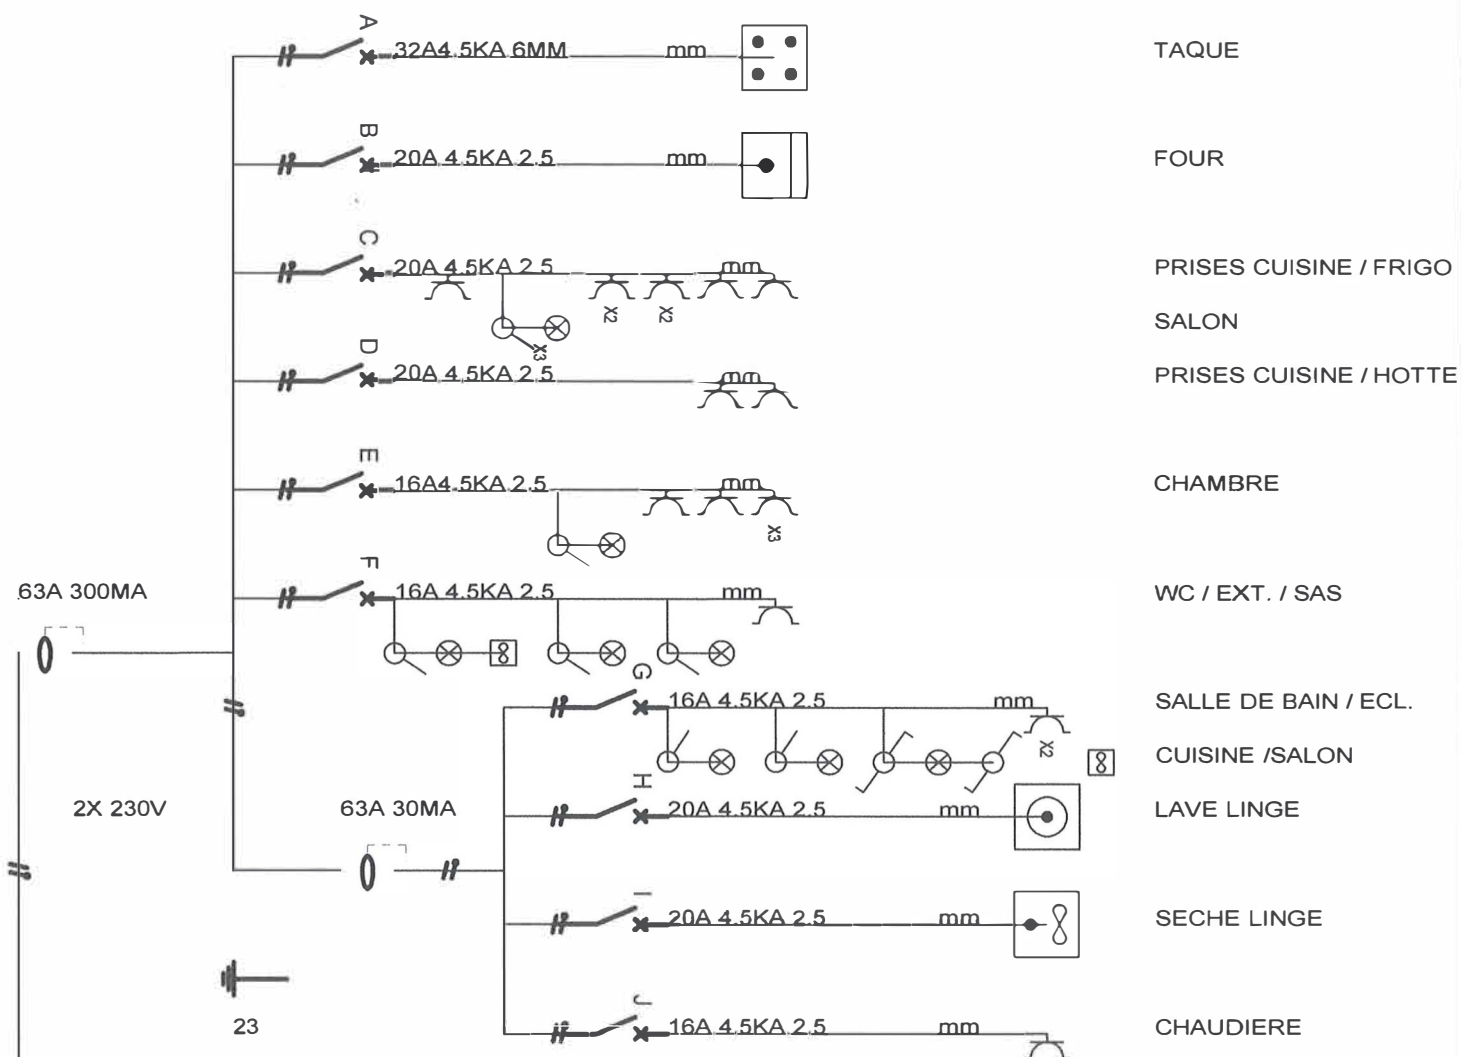 A
32A4.5KA 6MM mm TAQUE
B
20A 4.5KA 2.5 mm FOUR
C
20A 4.5KA 2.5 mm PRISES CUISINE / FRIGO
X2 X2
SALON
X3
D
20A 4.5KA 2.5 mm PRISES CUISINE / HOTTE
E
16A4.5KA 2.5 mm CHAMBRE
X3
F
63A 300MA
16A 4.5KA 2.5 mm WC / EXT. / SAS
G
16A 4.5KA 2.5 mm SALLE DE BAIN / ECL.
X2
CUISINE /SALON
H
2X 230V
63A 30MA
20A 4.5KA 2.5 mm LAVE LINGE
I
20A 4.5KA 2.5 mm SECHE LINGE
J
23
16A 4.5KA 2.5 mm CHAUDIERE